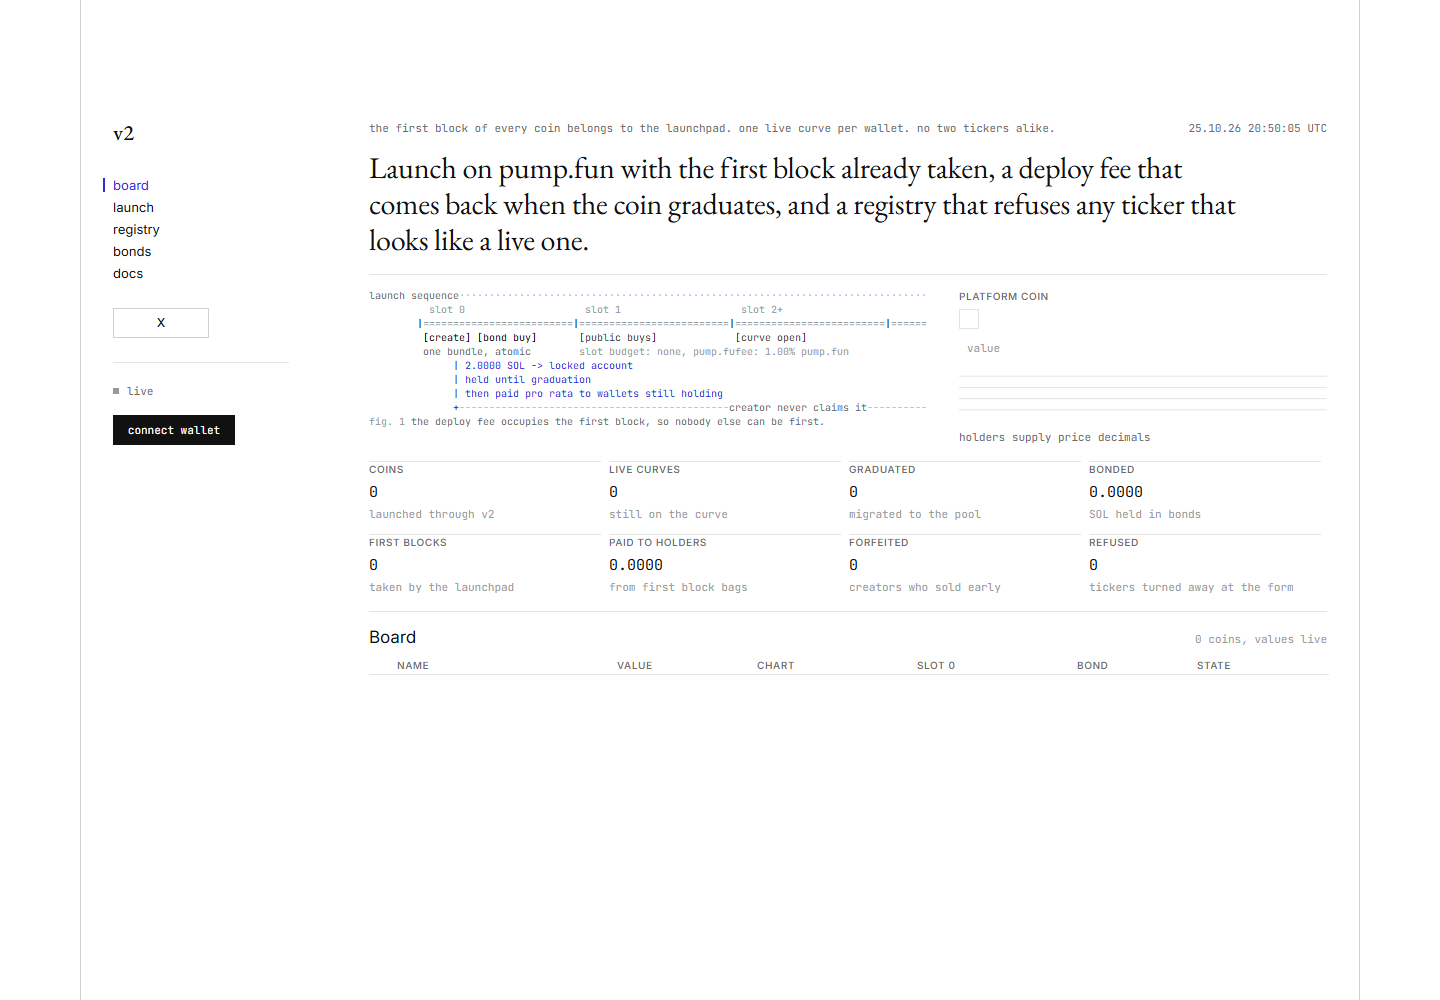 v2
board
launch
registry
bonds
docs
X
live
connect wallet
the first block of every coin belongs to the launchpad. one live curve per wallet. no two tickers alike.
25.10.26 20:50:05 UTC
Launch on pump.fun with the first block already taken, a deploy fee that
comes back when the coin graduates, and a registry that refuses any ticker that
looks like a live one.
launch sequence
slot 0 slot 1 slot 2+
|=========================|=========================|=========================|======
[create] [bond buy] [public buys] [curve open]
one bundle, atomic slot budget: none, pump.fufee: 1.00% pump.fun
| 2.0000 SOL -> locked account
| held until graduation
| then paid pro rata to wallets still holding
+---------------------------------------------creator never claims it----------
fig. 1 the deploy fee occupies the first block, so nobody else can be first.
PLATFORM COIN
value
holders supply price decimals
COINS
0
launched through v2
LIVE CURVES
0
still on the curve
GRADUATED
0
migrated to the pool
BONDED
0.0000
SOL held in bonds
FIRST BLOCKS
0
taken by the launchpad
PAID TO HOLDERS
0.0000
from first block bags
FORFEITED
0
creators who sold early
REFUSED
0
tickers turned away at the form
Board
0 coins, values live
NAME VALUE CHART SLOT 0 BOND STATE